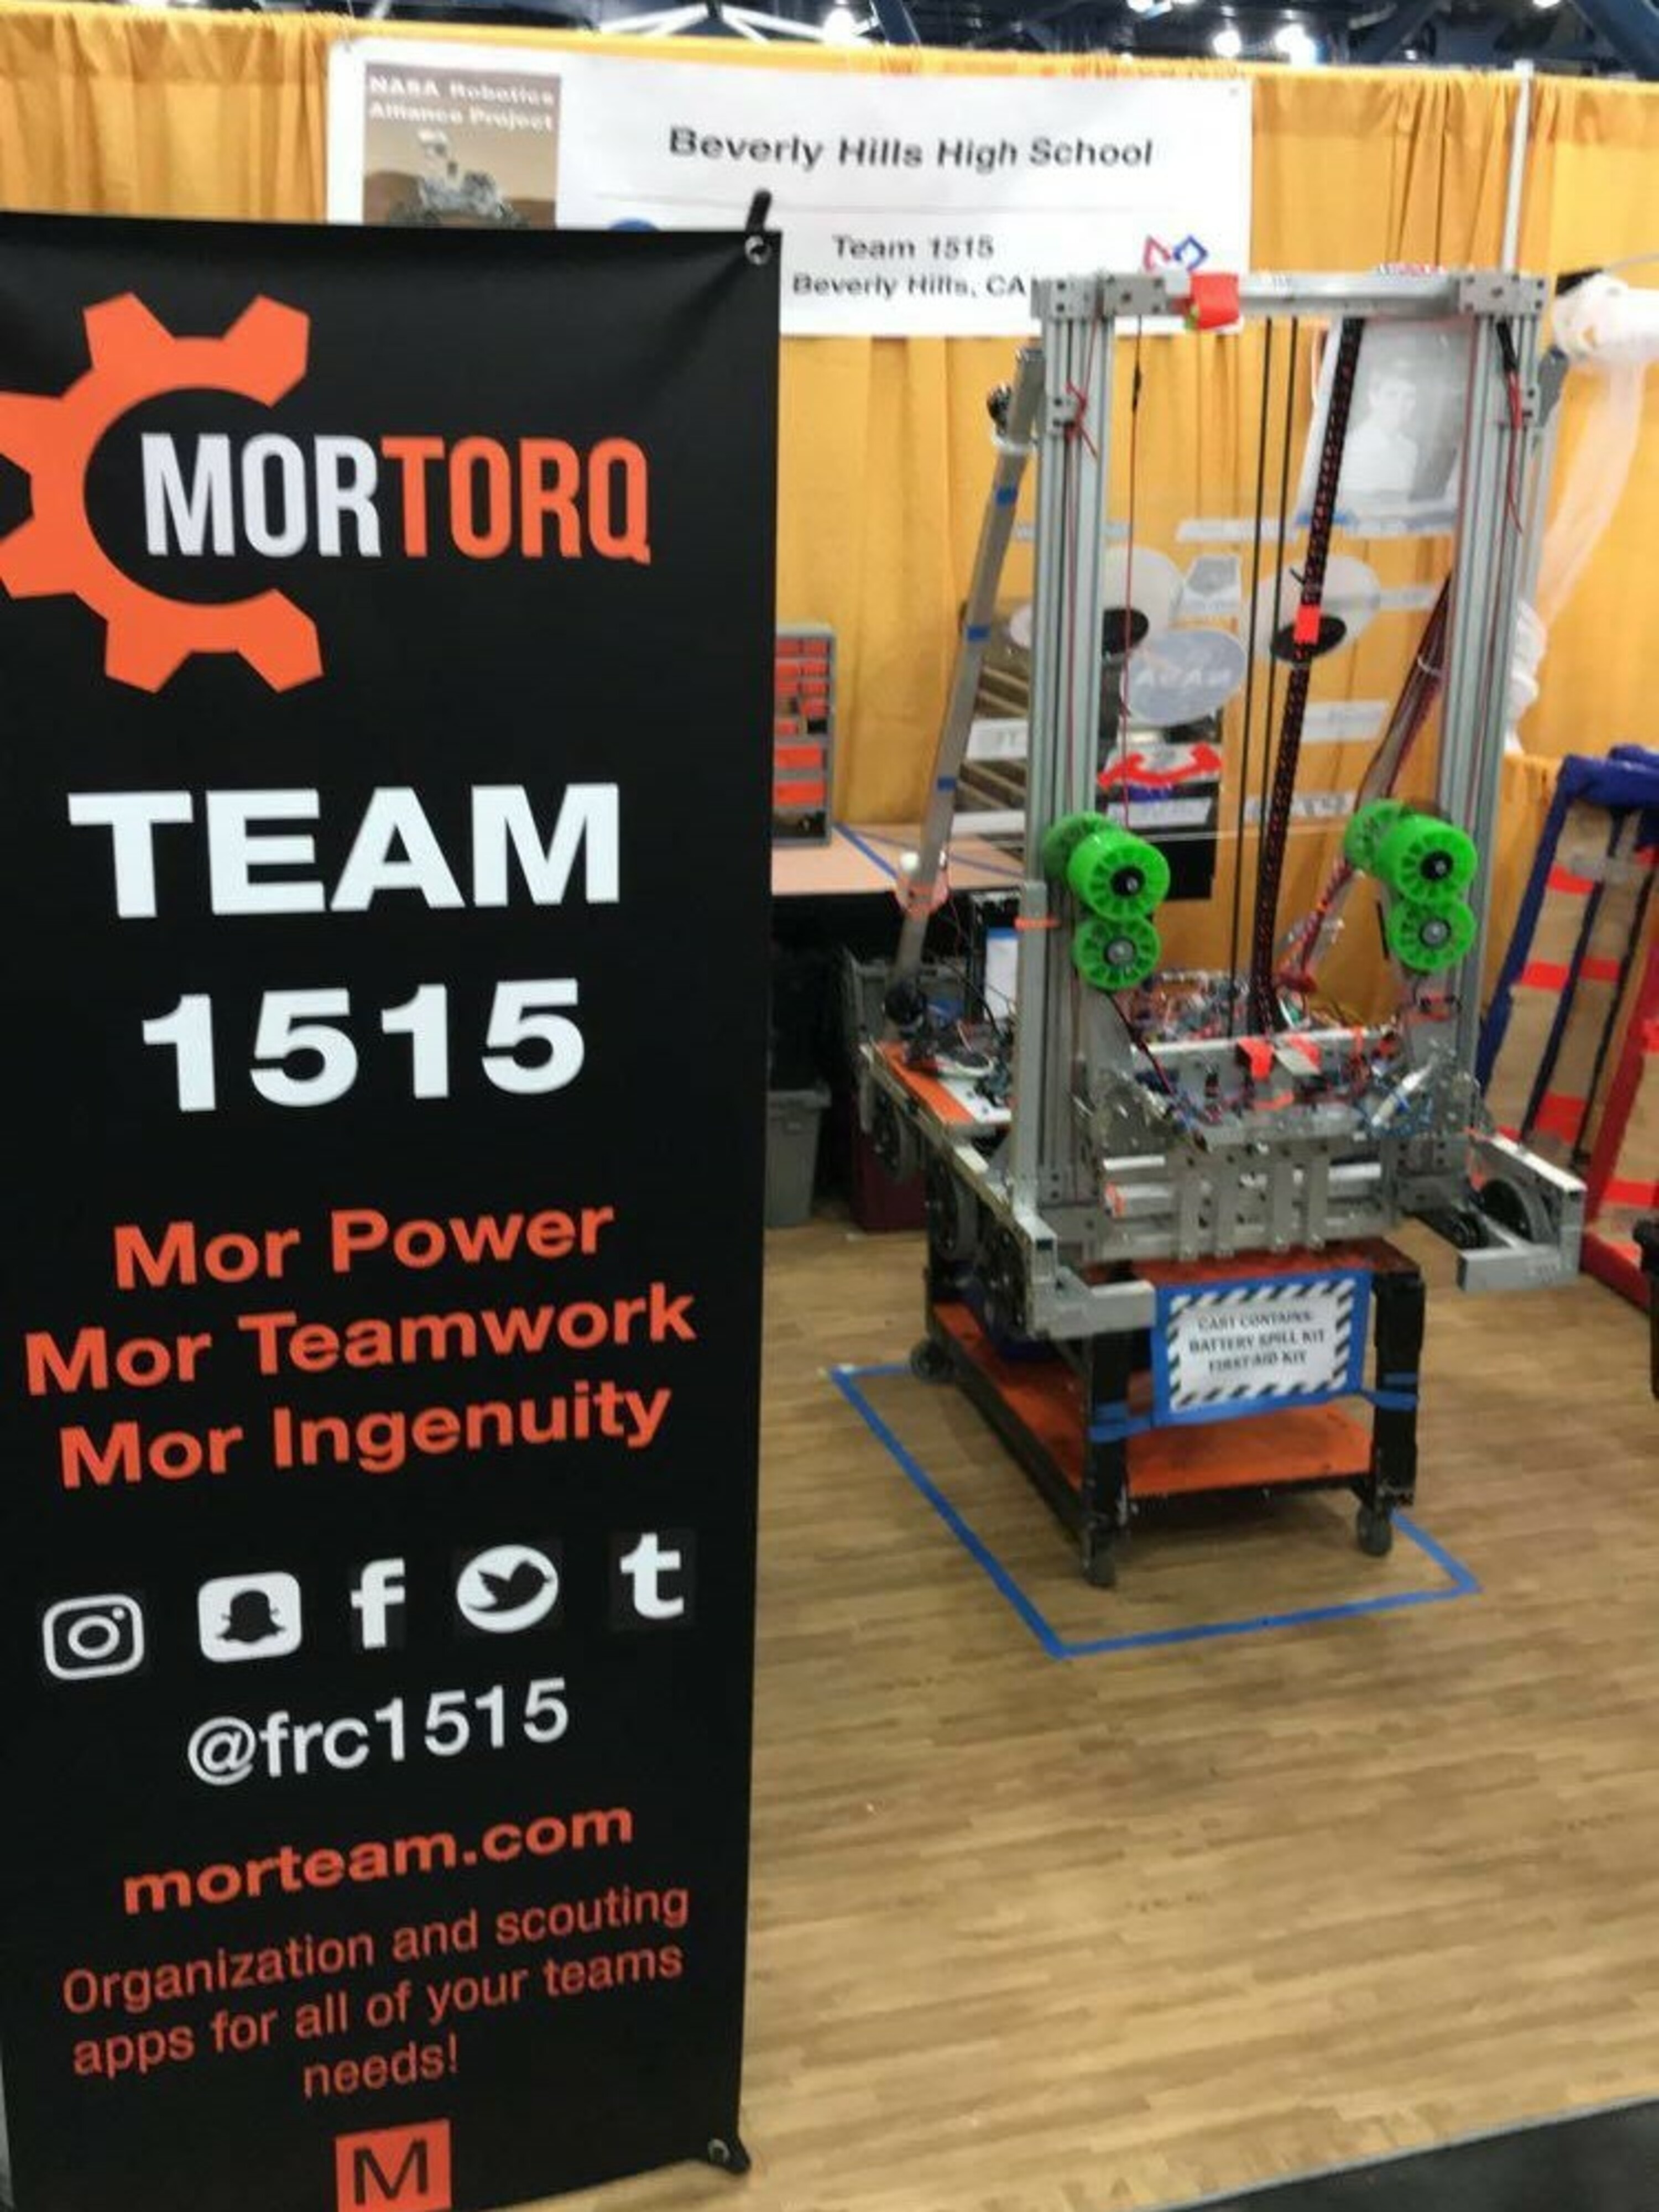 NASA Robotics
Alliance Project
Beverly Hills High School
Team 1515
Beverly Hills, CA
MORTORQ
TEAM
1515
Mor Power
Mor Teamwork
Mor Ingenuity
f t
@frc1515
morteam.com
Organization and scouting
apps for all of your teams
needs!
M
CART CONTAINS:
BATTERY SPILL KIT
FIRST AID KIT